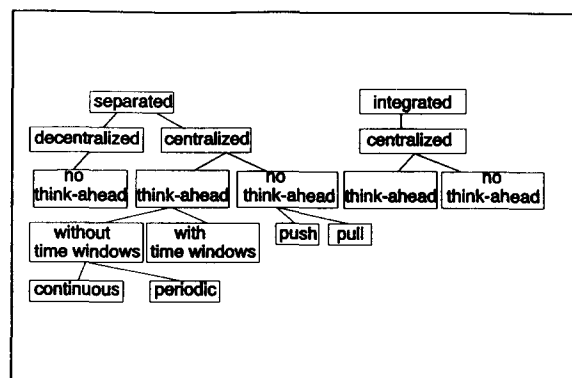 separated
integrated
decentralized
centralized
centralized
no
think-ahead
think-ahead
no
think-ahead
think-ahead
no
think-ahead
without
time windows
with
time windows
push
pull
continuous
periodic